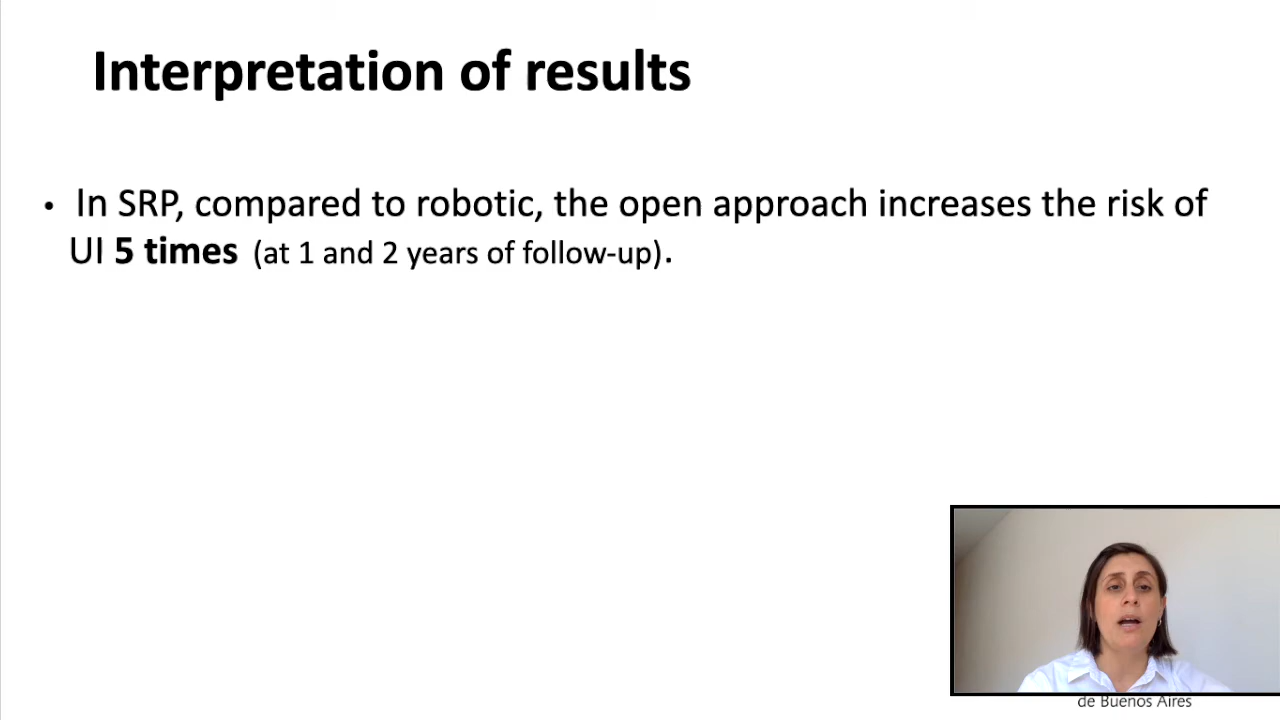 Interpretation of results
• In SRP, compared to robotic, the open approach increases the risk of
UI 5 times (at 1 and 2 years of follow-up).
de Buenos Aires